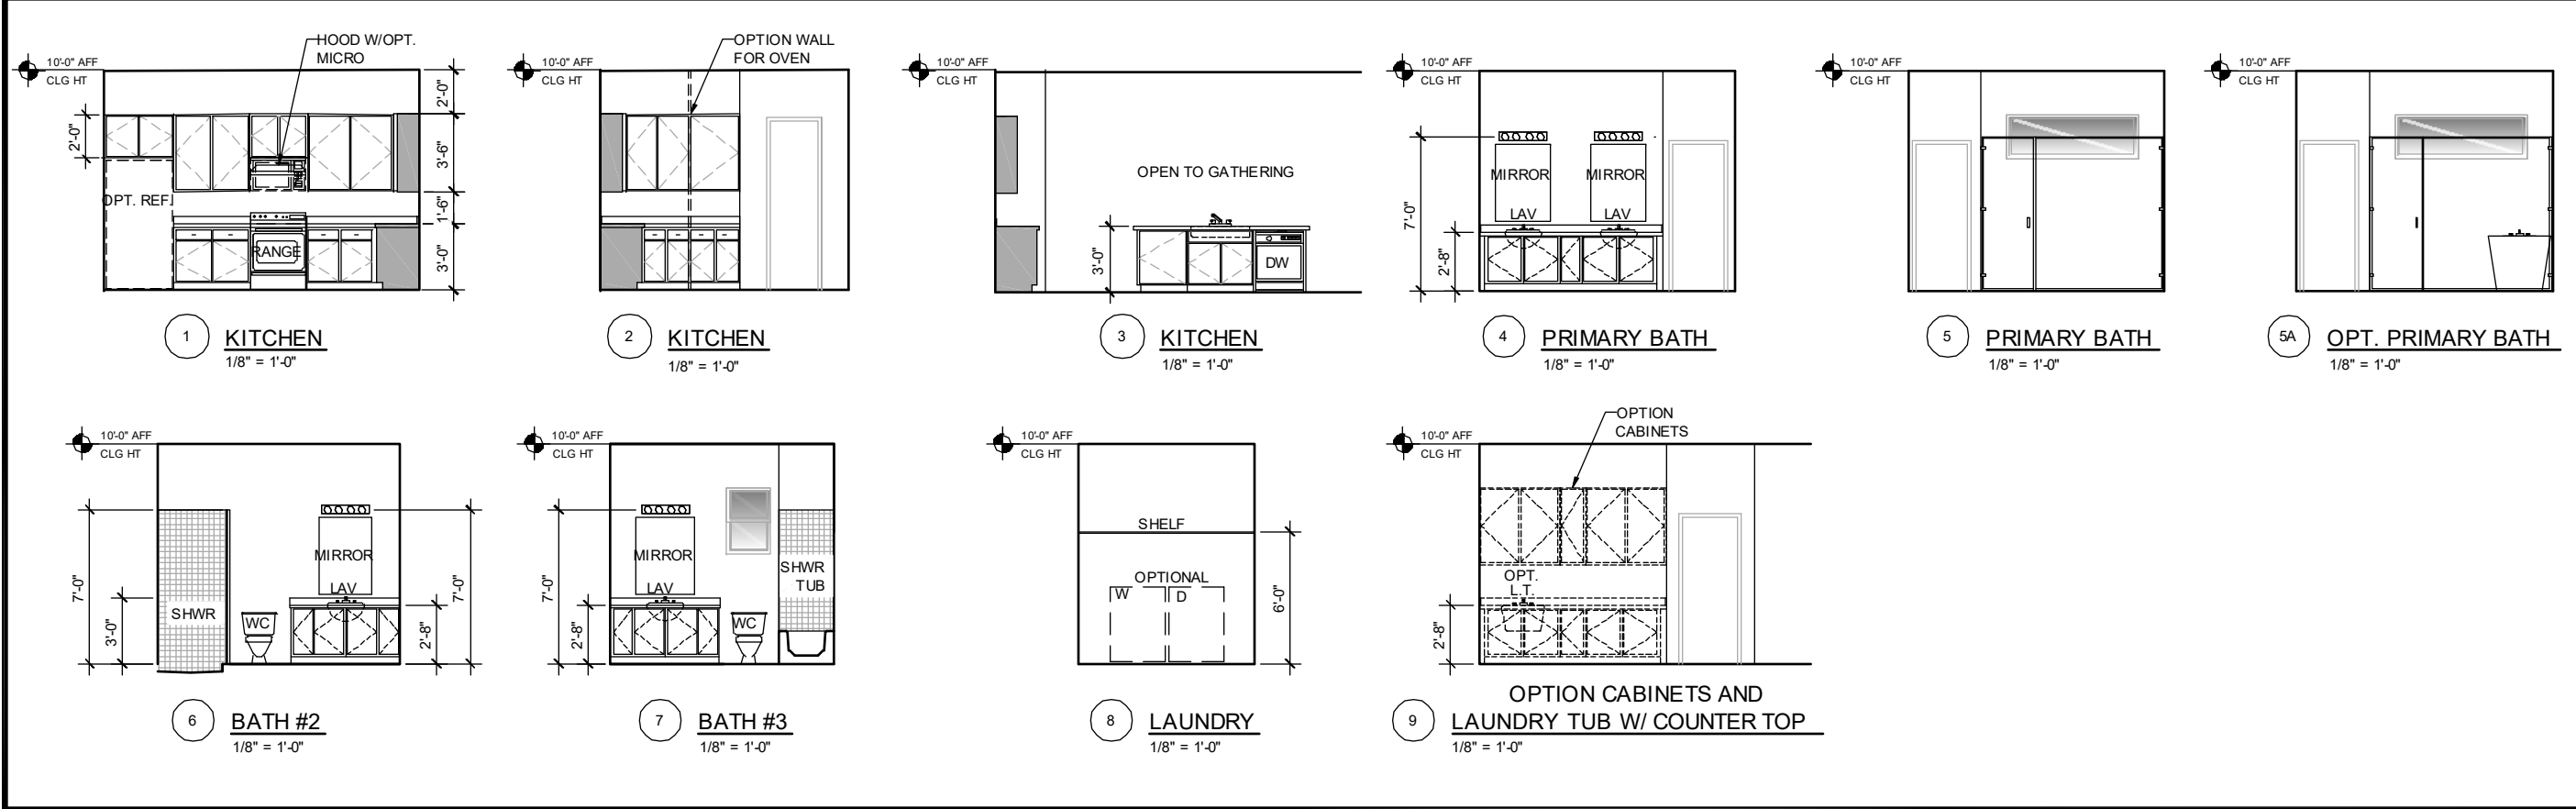 HOOD W/OPT.
MICRO
10'-0" AFF
CLG HT
2'-0"
2'-0"
3'-6"
1'-6"
3'-0"
OPT. REF.
RANGE
1 KITCHEN
1/8" = 1'-0"
OPTION WALL
FOR OVEN
10'-0" AFF
CLG HT
2 KITCHEN
1/8" = 1'-0"
10'-0" AFF
CLG HT
OPEN TO GATHERING
3'-0"
DW
3 KITCHEN
1/8" = 1'-0"
10'-0" AFF
CLG HT
7'-0"
2'-8"
MIRROR MIRROR
LAV LAV
4 PRIMARY BATH
1/8" = 1'-0"
10'-0" AFF
CLG HT
5 PRIMARY BATH
1/8" = 1'-0"
10'-0" AFF
CLG HT
5A OPT. PRIMARY BATH
1/8" = 1'-0"
10'-0" AFF
CLG HT
7'-0"
3'-0"
SHWR
WC
MIRROR
LAV
2'-8"
7'-0"
6 BATH #2
1/8" = 1'-0"
10'-0" AFF
CLG HT
7'-0"
2'-8"
MIRROR
LAV
WC
SHWR
TUB
7 BATH #3
1/8" = 1'-0"
10'-0" AFF
CLG HT
SHELF
OPTIONAL
W D
6'-0"
8 LAUNDRY
1/8" = 1'-0"
OPTION
CABINETS
10'-0" AFF
CLG HT
OPT.
L.T.
2'-8"
OPTION CABINETS AND
9 LAUNDRY TUB W/ COUNTER TOP
1/8" = 1'-0"